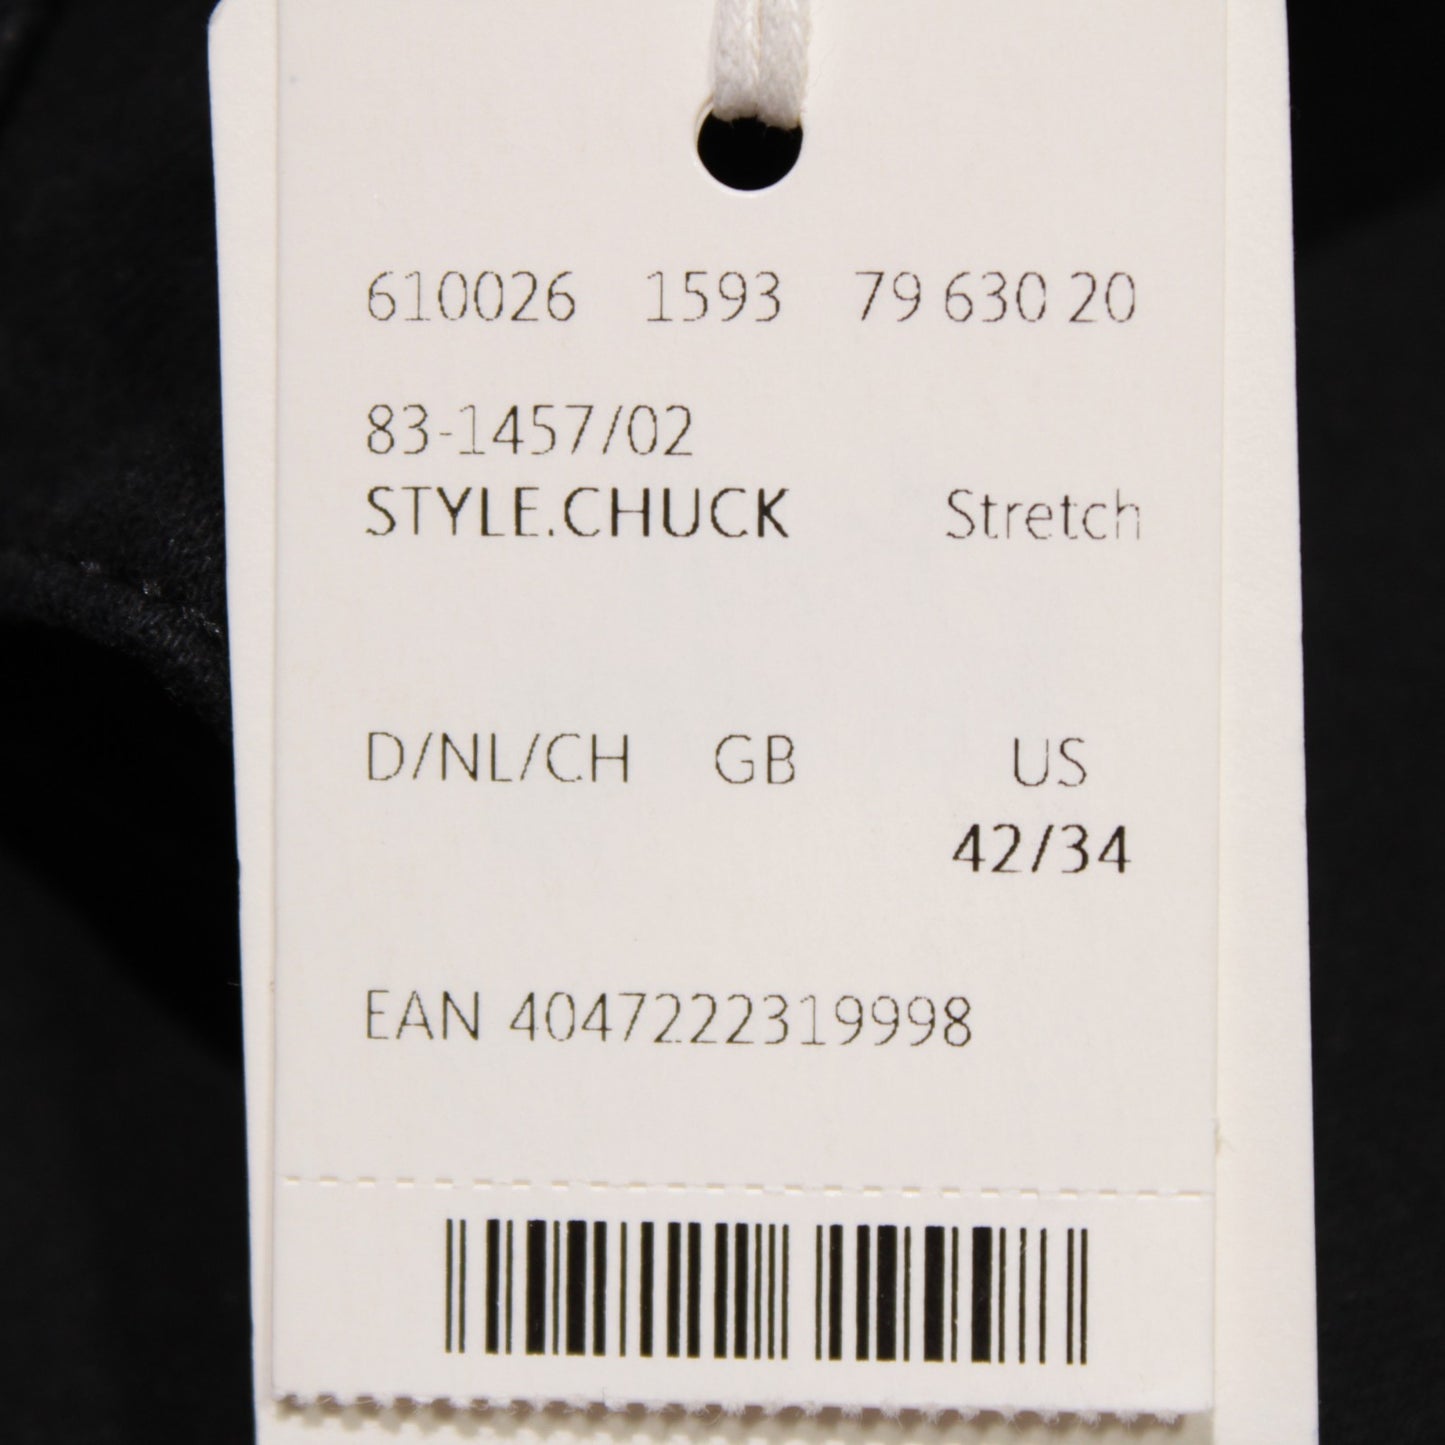 610026 1593 79 630 20
83-1457/02
STYLE.CHUCK Stretch
D/NL/CH GB US
42/34
EAN 4047222319998